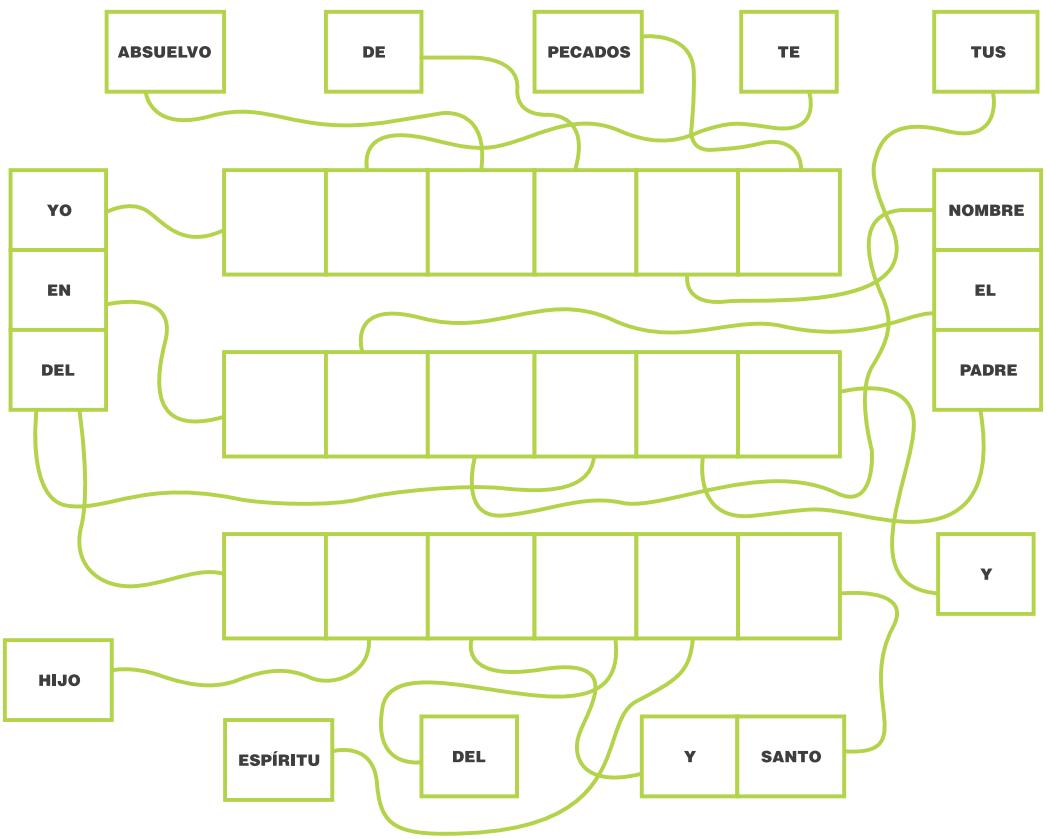 ABSUELVO DE PECADOS TE TUS
YO NOMBRE
EN EL
DEL PADRE
Y
HIJO
ESPÍRITU DEL Y SANTO